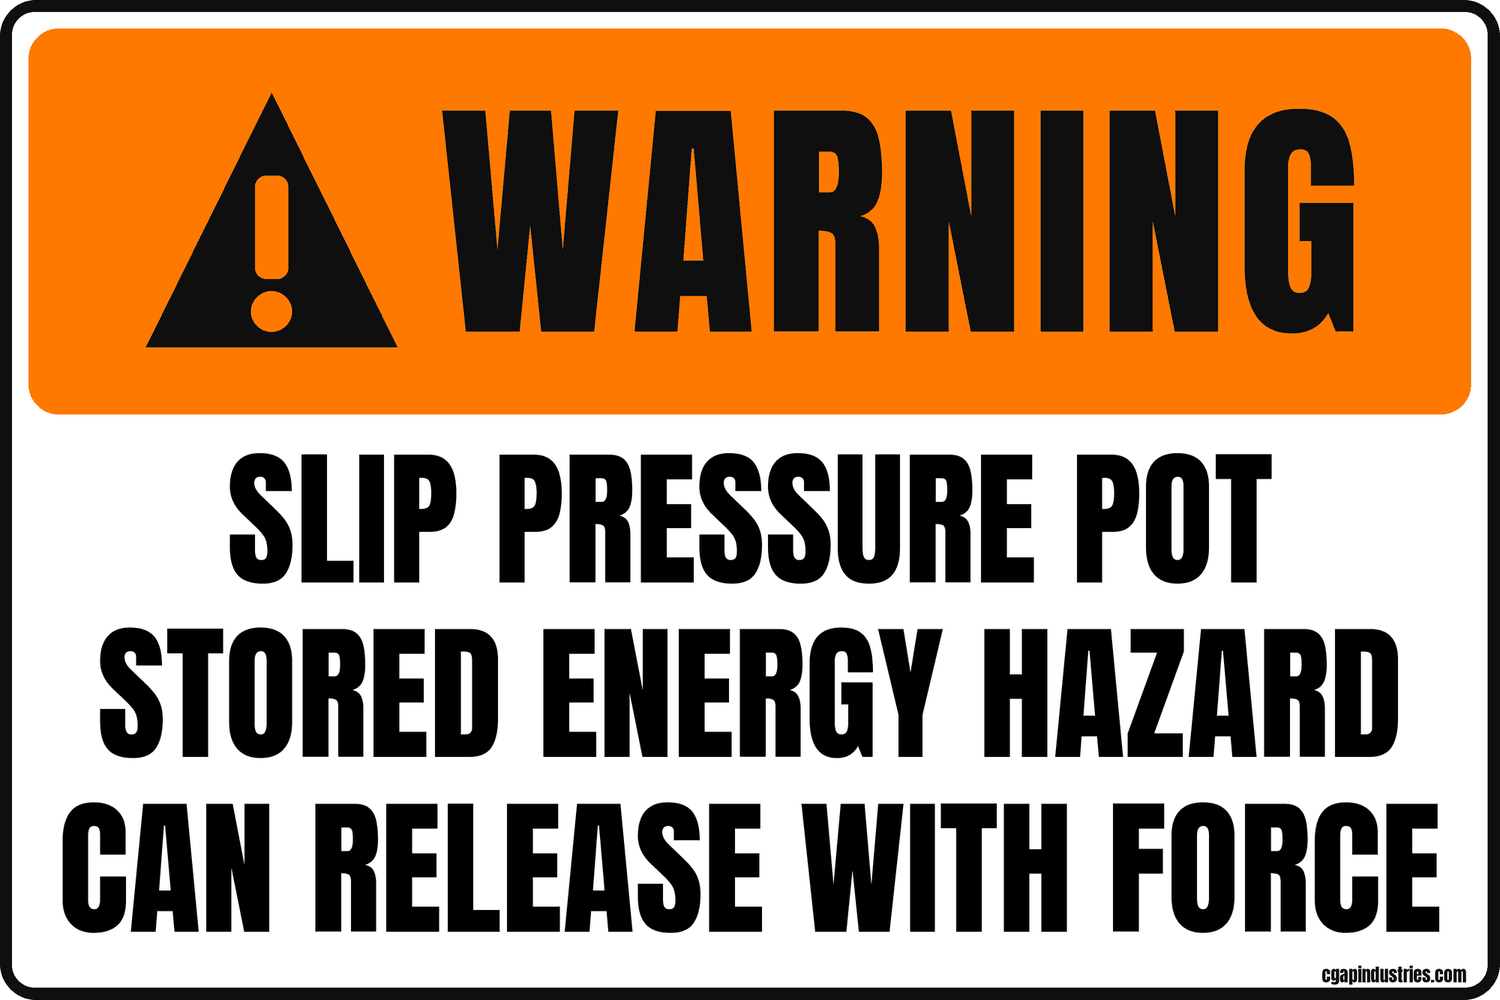 WARNING
SLIP PRESSURE POT
STORED ENERGY HAZARD
CAN RELEASE WITH FORCE
cgapindustries.com